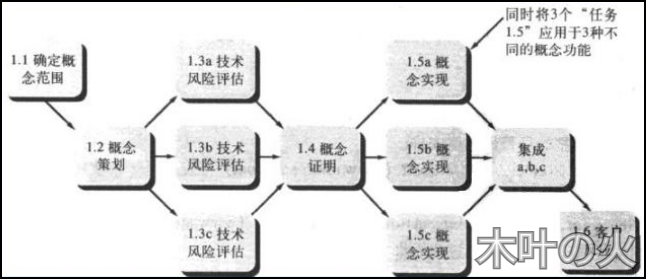 同时将3个“任务
1.5”应用于3种不
同的概念功能
1.1 确定概
念范围
1.3a 技术
风险评估
1.5a 概
念实现
1.2 概念
策划
1.3b 技术
风险评估
1.4 概念
证明
1.5b 概
念实现
集成
a,b,c
1.3c 技术
风险评估
1.5c 概
念实现
1.6 客户
木叶の火